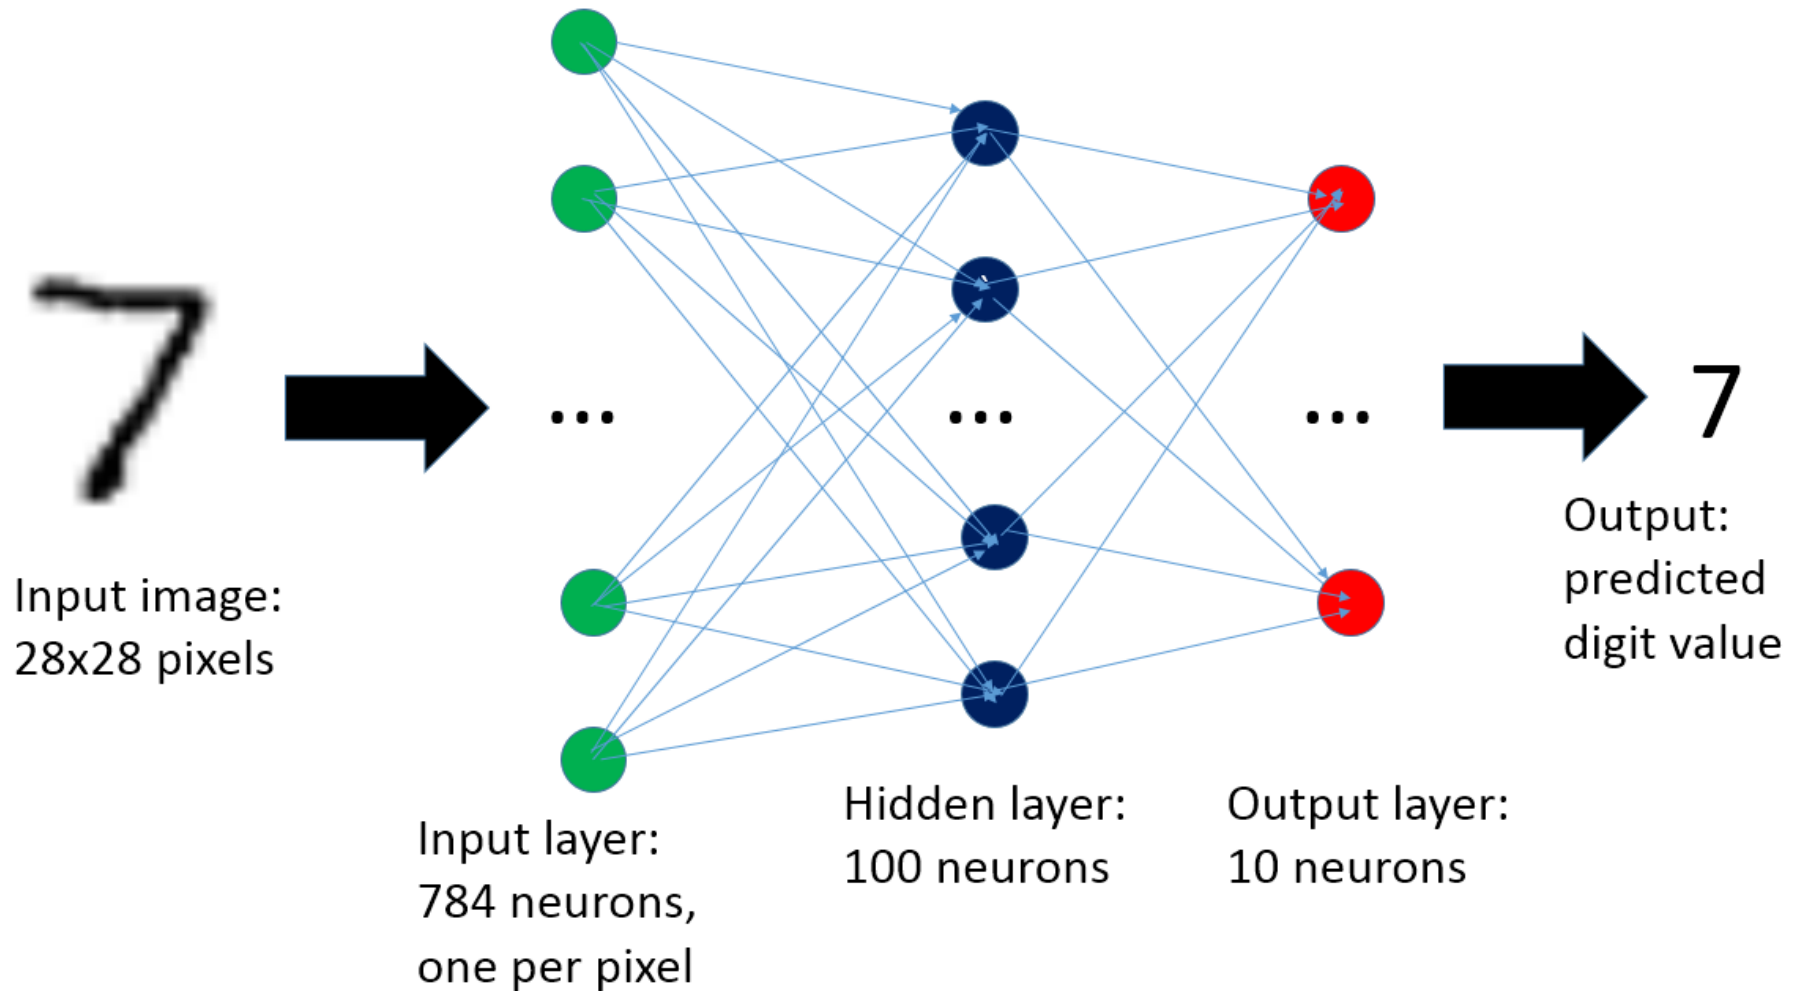 7
Input image:
28x28 pixels
...
...
...
Input layer:
784 neurons,
one per pixel
Hidden layer:
100 neurons
Output layer:
10 neurons
7
Output:
predicted
digit value